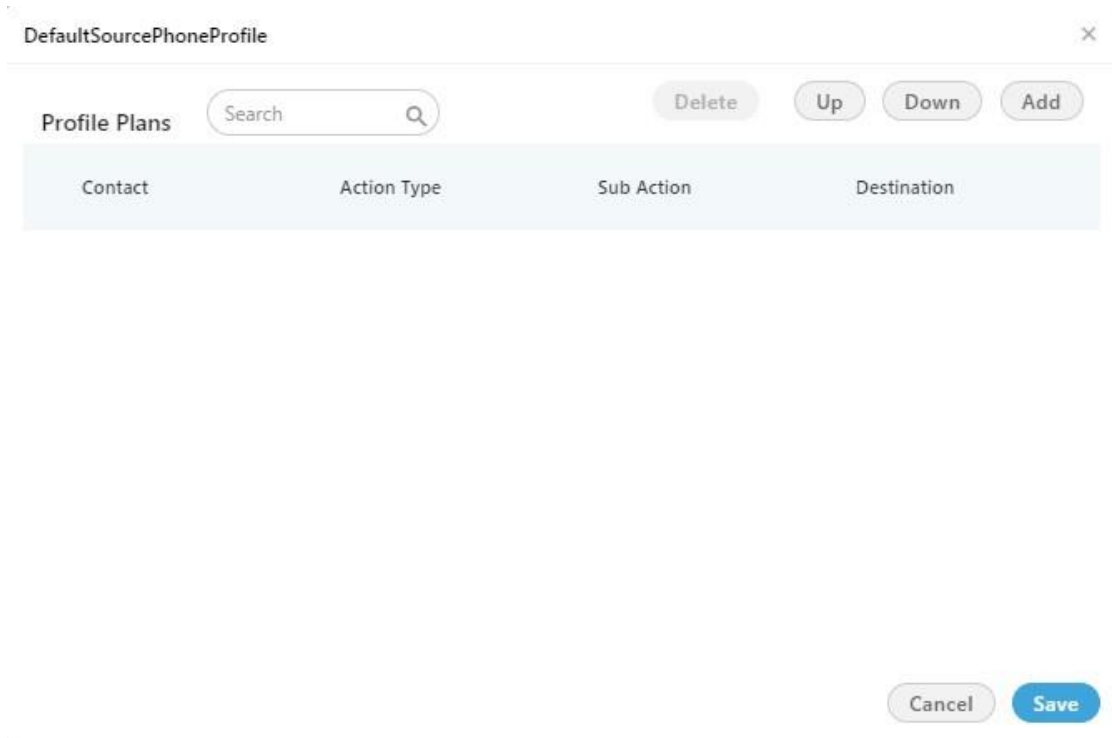 DefaultSourcePhoneProfile
Profile Plans Search Delete Up Down Add
Contact Action Type Sub Action Destination
Cancel Save